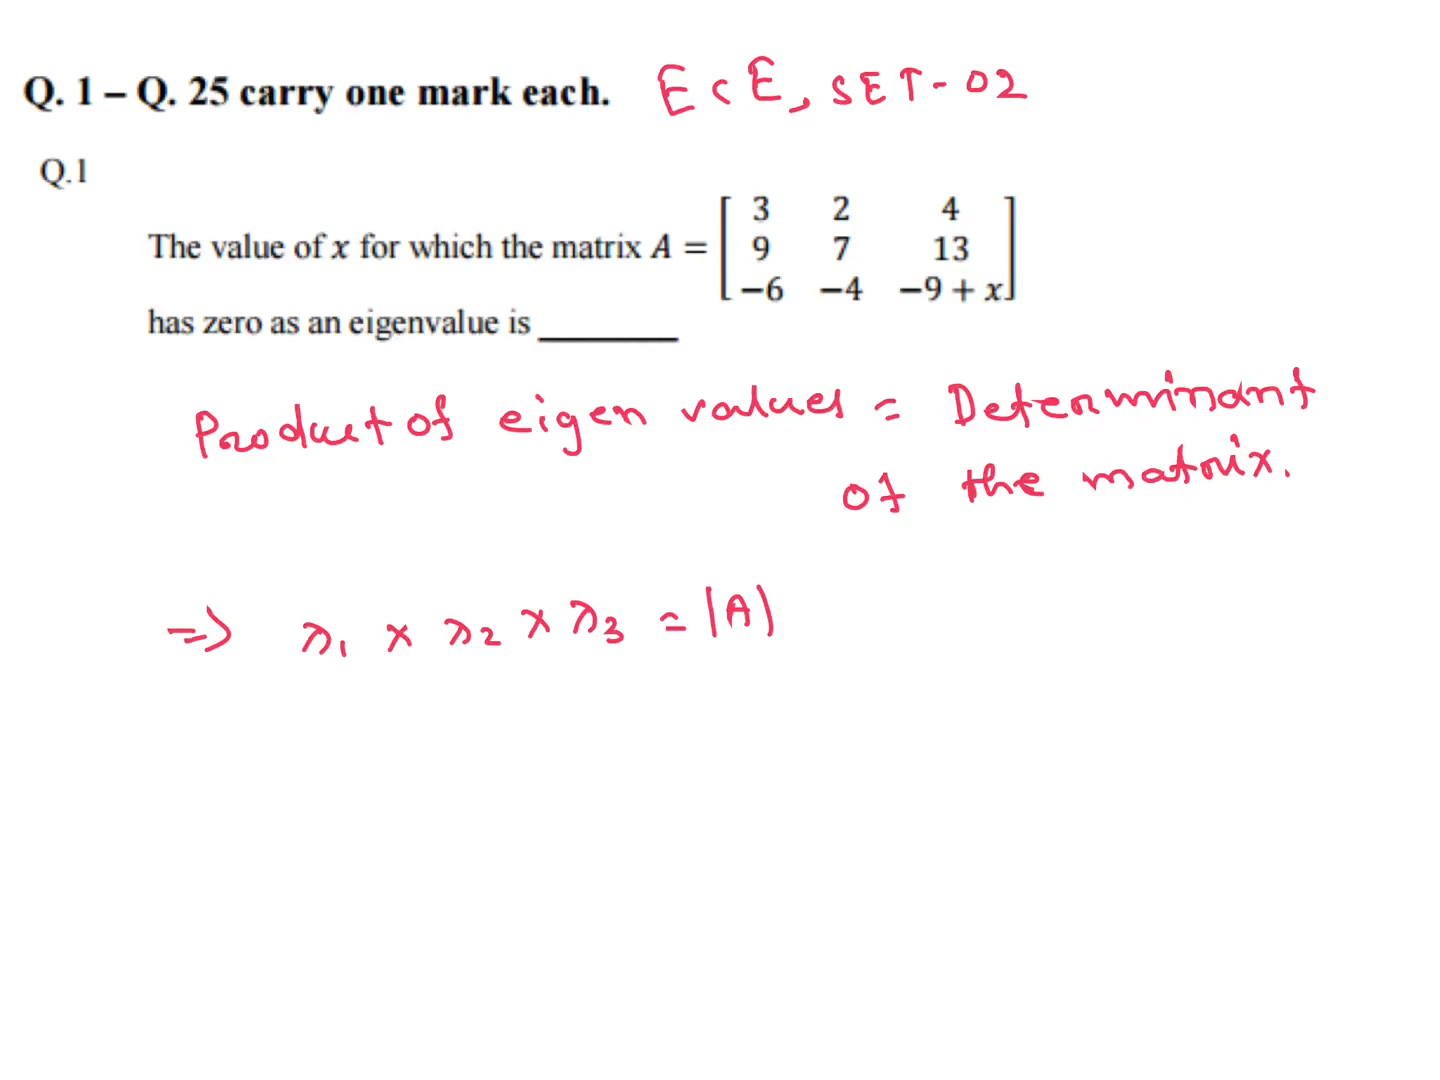 Q. 1 – Q. 25 carry one mark each. ECE, SET-02
Q.1
3 2 4
The value of x for which the matrix A = 9 7 13
−6 −4 −9 + x
has zero as an eigenvalue is ________
Product of eigen values = Determinant
of the matrix.
=> λ1 × λ2 × λ3 = |A|